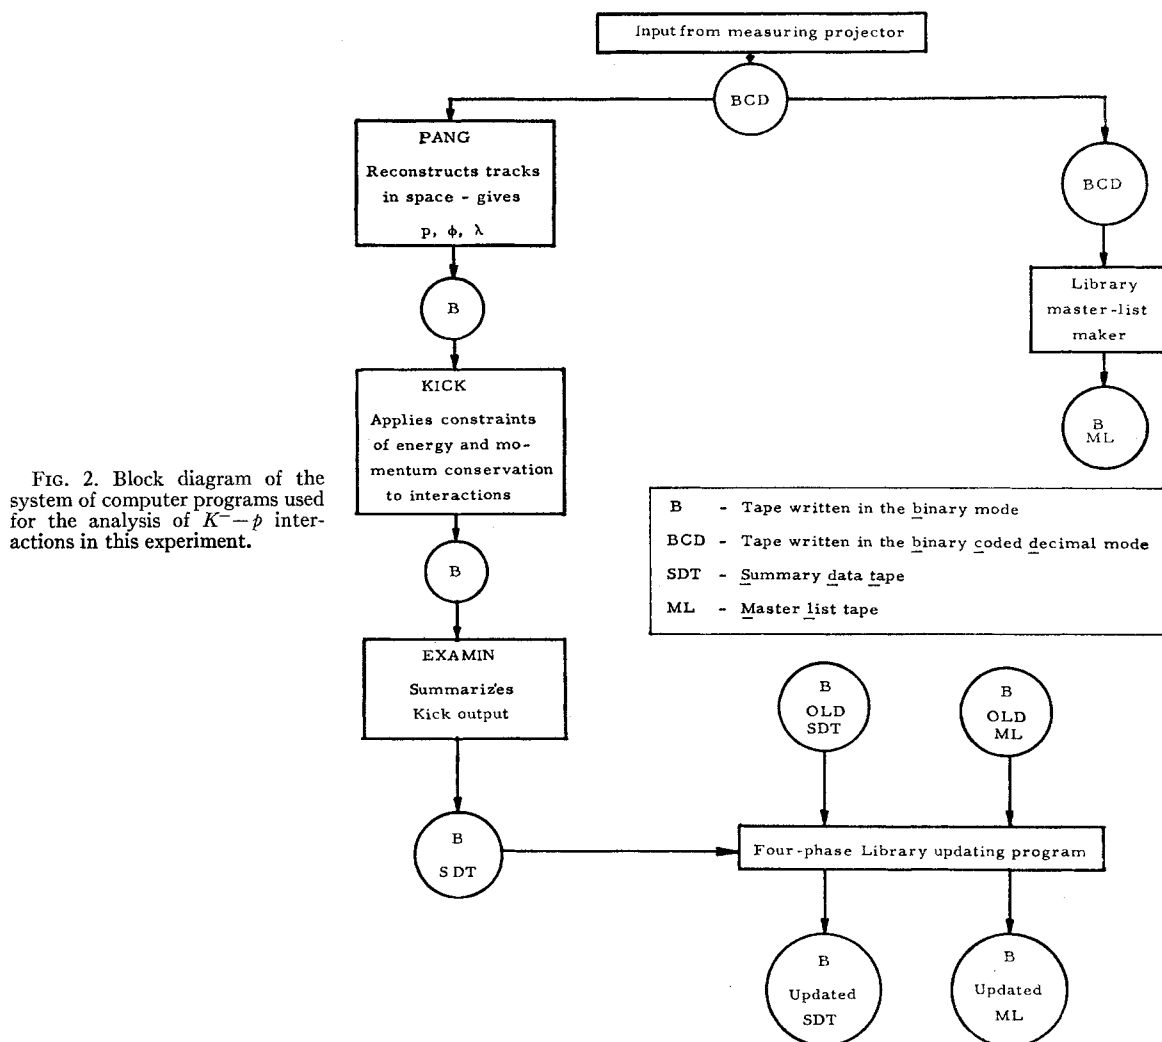 Input from measuring projector
BCD
PANG
Reconstructs tracks
in space - gives
p, ϕ, λ
B
KICK
Applies constraints
of energy and mo-
mentum conservation
to interactions
B
EXAMIN
Summarizes
Kick output
B
SDT
BCD
Library
master-list
maker
B
ML
B - Tape written in the binary mode
BCD - Tape written in the binary coded decimal mode
SDT - Summary data tape
ML - Master list tape
B
OLD
SDT
B
OLD
ML
Four-phase Library updating program
B
Updated
SDT
B
Updated
ML
FIG. 2. Block diagram of the
system of computer programs used
for the analysis of K⁻—p inter-
actions in this experiment.